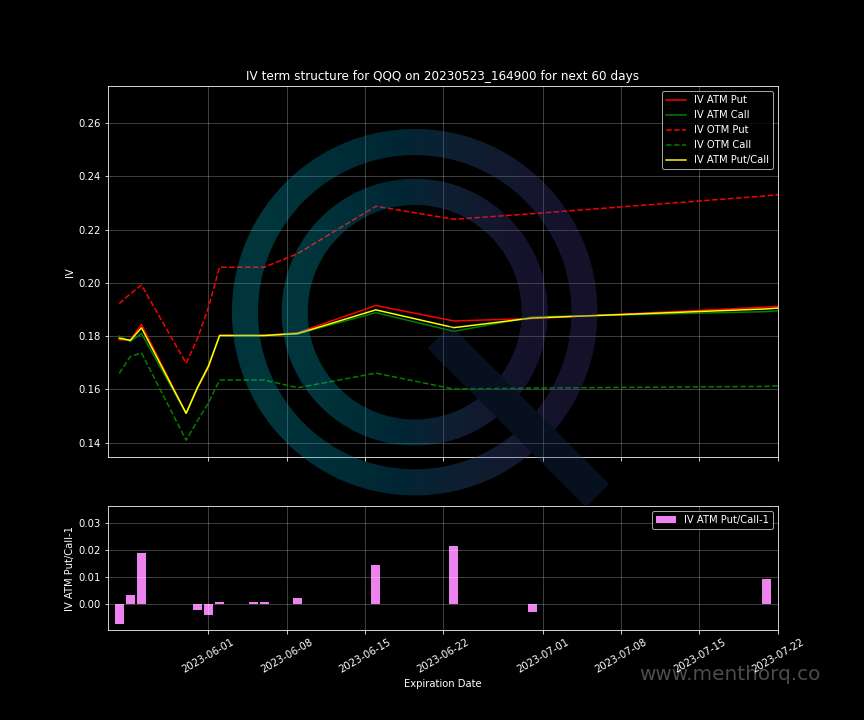 IV term structure for QQQ on 20230523_164900 for next 60 days
IV ATM Put
IV ATM Call
IV OTM Put
IV OTM Call
IV ATM Put/Call
IV
0.26
0.24
0.22
0.20
0.18
0.16
0.14
IV ATM Put/Call-1
IV ATM Put/Call-1
0.03
0.02
0.01
0.00
2023-06-01
2023-06-08
2023-06-15
2023-06-22
2023-07-01
2023-07-08
2023-07-15
2023-07-22
Expiration Date
www.menthorq.co